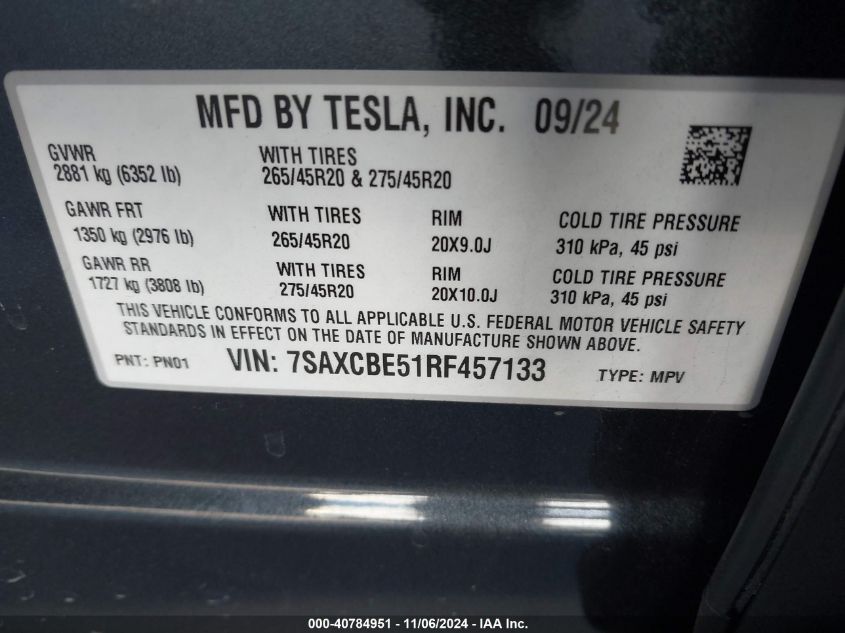 MFD BY TESLA, INC. 09/24
GVWR WITH TIRES
2881 kg (6352 lb) 265/45R20 & 275/45R20
GAWR FRT WITH TIRES RIM COLD TIRE PRESSURE
1350 kg (2976 lb) 265/45R20 20X9.0J 310 kPa, 45 psi
GAWR RR WITH TIRES RIM COLD TIRE PRESSURE
1727 kg (3808 lb) 275/45R20 20X10.0J 310 kPa, 45 psi
THIS VEHICLE CONFORMS TO ALL APPLICABLE U.S. FEDERAL MOTOR VEHICLE SAFETY
STANDARDS IN EFFECT ON THE DATE OF MANUFACTURE SHOWN ABOVE.
PNT: PN01 VIN: 7SAXCBE51RF457133 TYPE: MPV
000-40784951 - 11/06/2024 - IAA Inc.